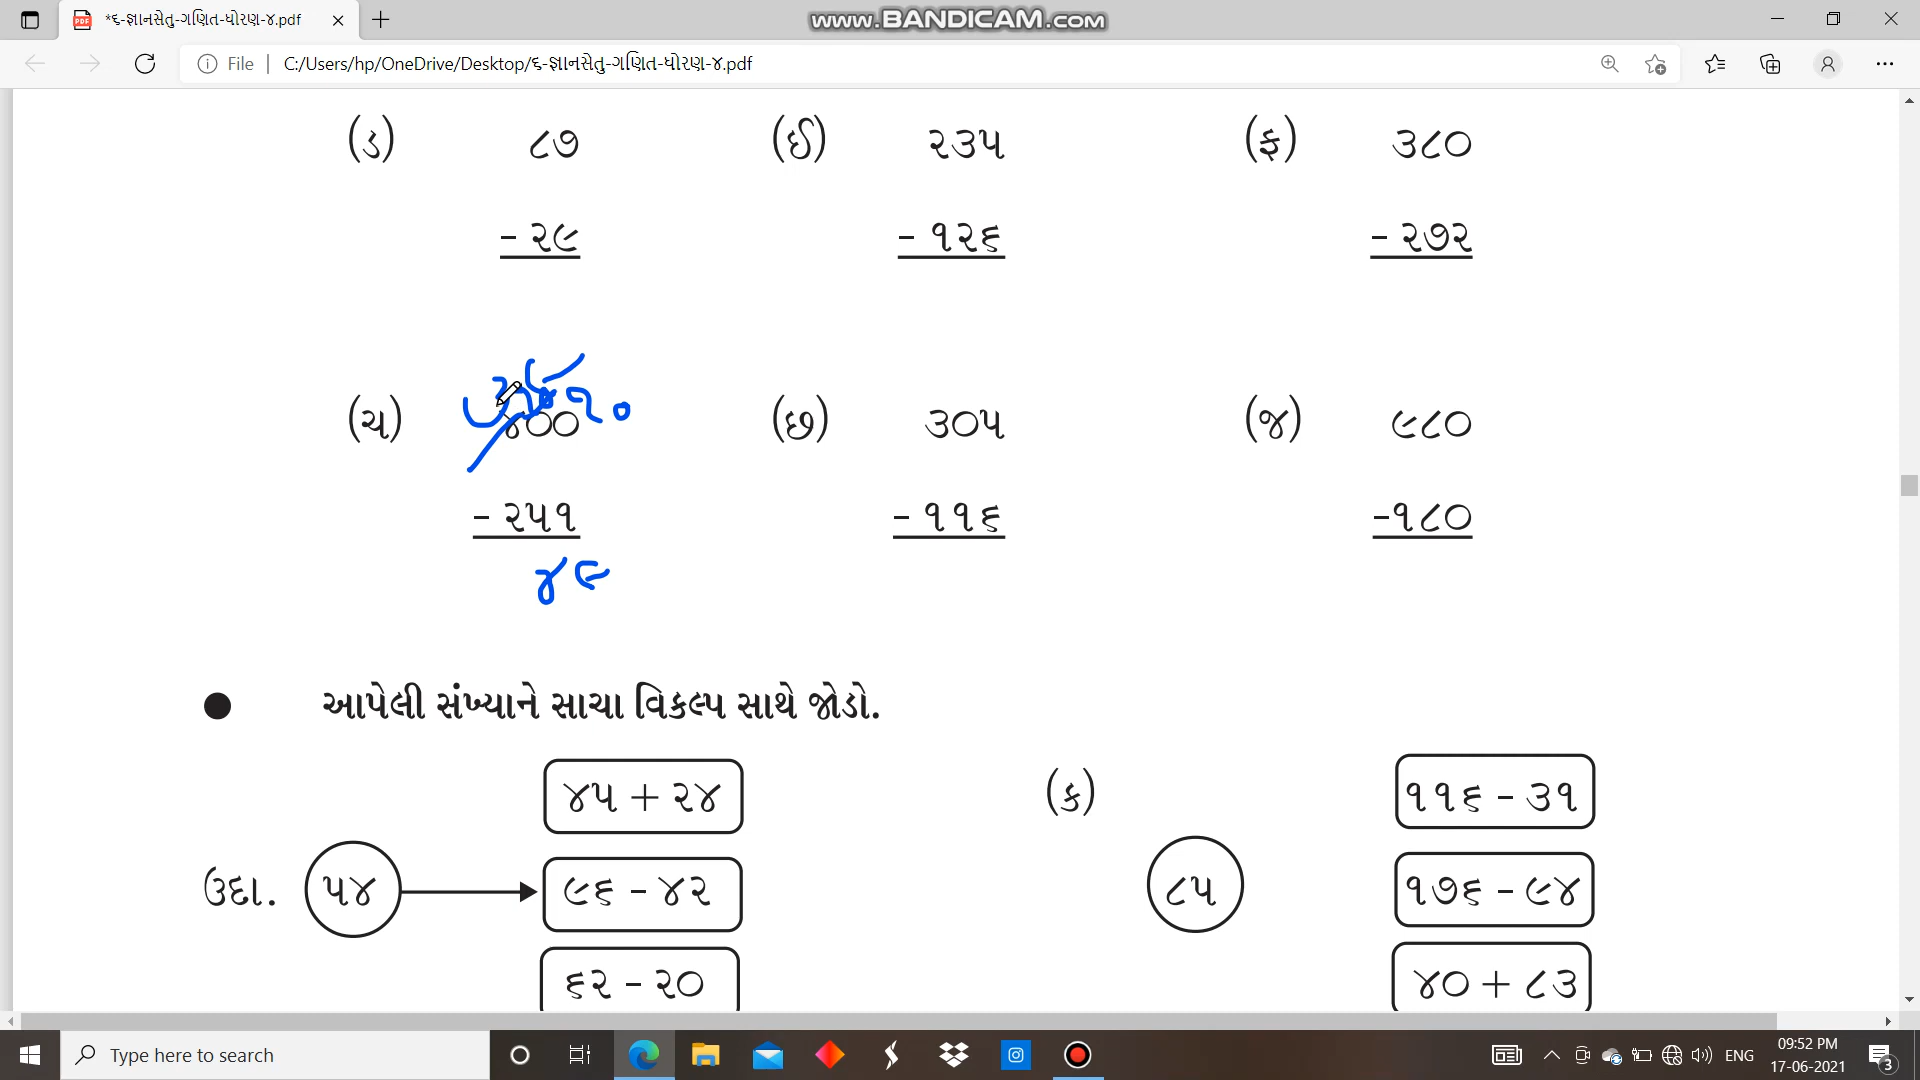 *૬-જ્ઞાનસેતુ-ગણિત-ધોરણ-૪.pdf
www.BANDICAM.com
File C:/Users/hp/OneDrive/Desktop/૬-જ્ઞાનસેતુ-ગણિત-ધોરણ-૪.pdf
(ડ) ૮૭ (ઈ) ૨૩૫ (ફ) ૩૮૦
- ૨૯ - ૧૨૬ - ૨૭૨
(ચ) ૪૦૦ (છ) ૩૦૫ (જ) ૯૮૦
- ૨૫૧ - ૧૧૬ -૧૮૦
૪૯
● આપેલી સંખ્યાને સાચા વિકલ્પ સાથે જોડો.
૪૫ + ૨૪ (ક) ૧૧૬ - ૩૧
ઉદા. ૫૪ ૯૬ - ૪૨ ૮૫ ૧૭૬ - ૯૪
૬૨ - ૨૦ ૪૦ + ૮૩
Type here to search
ENG
09:52 PM
17-06-2021
3